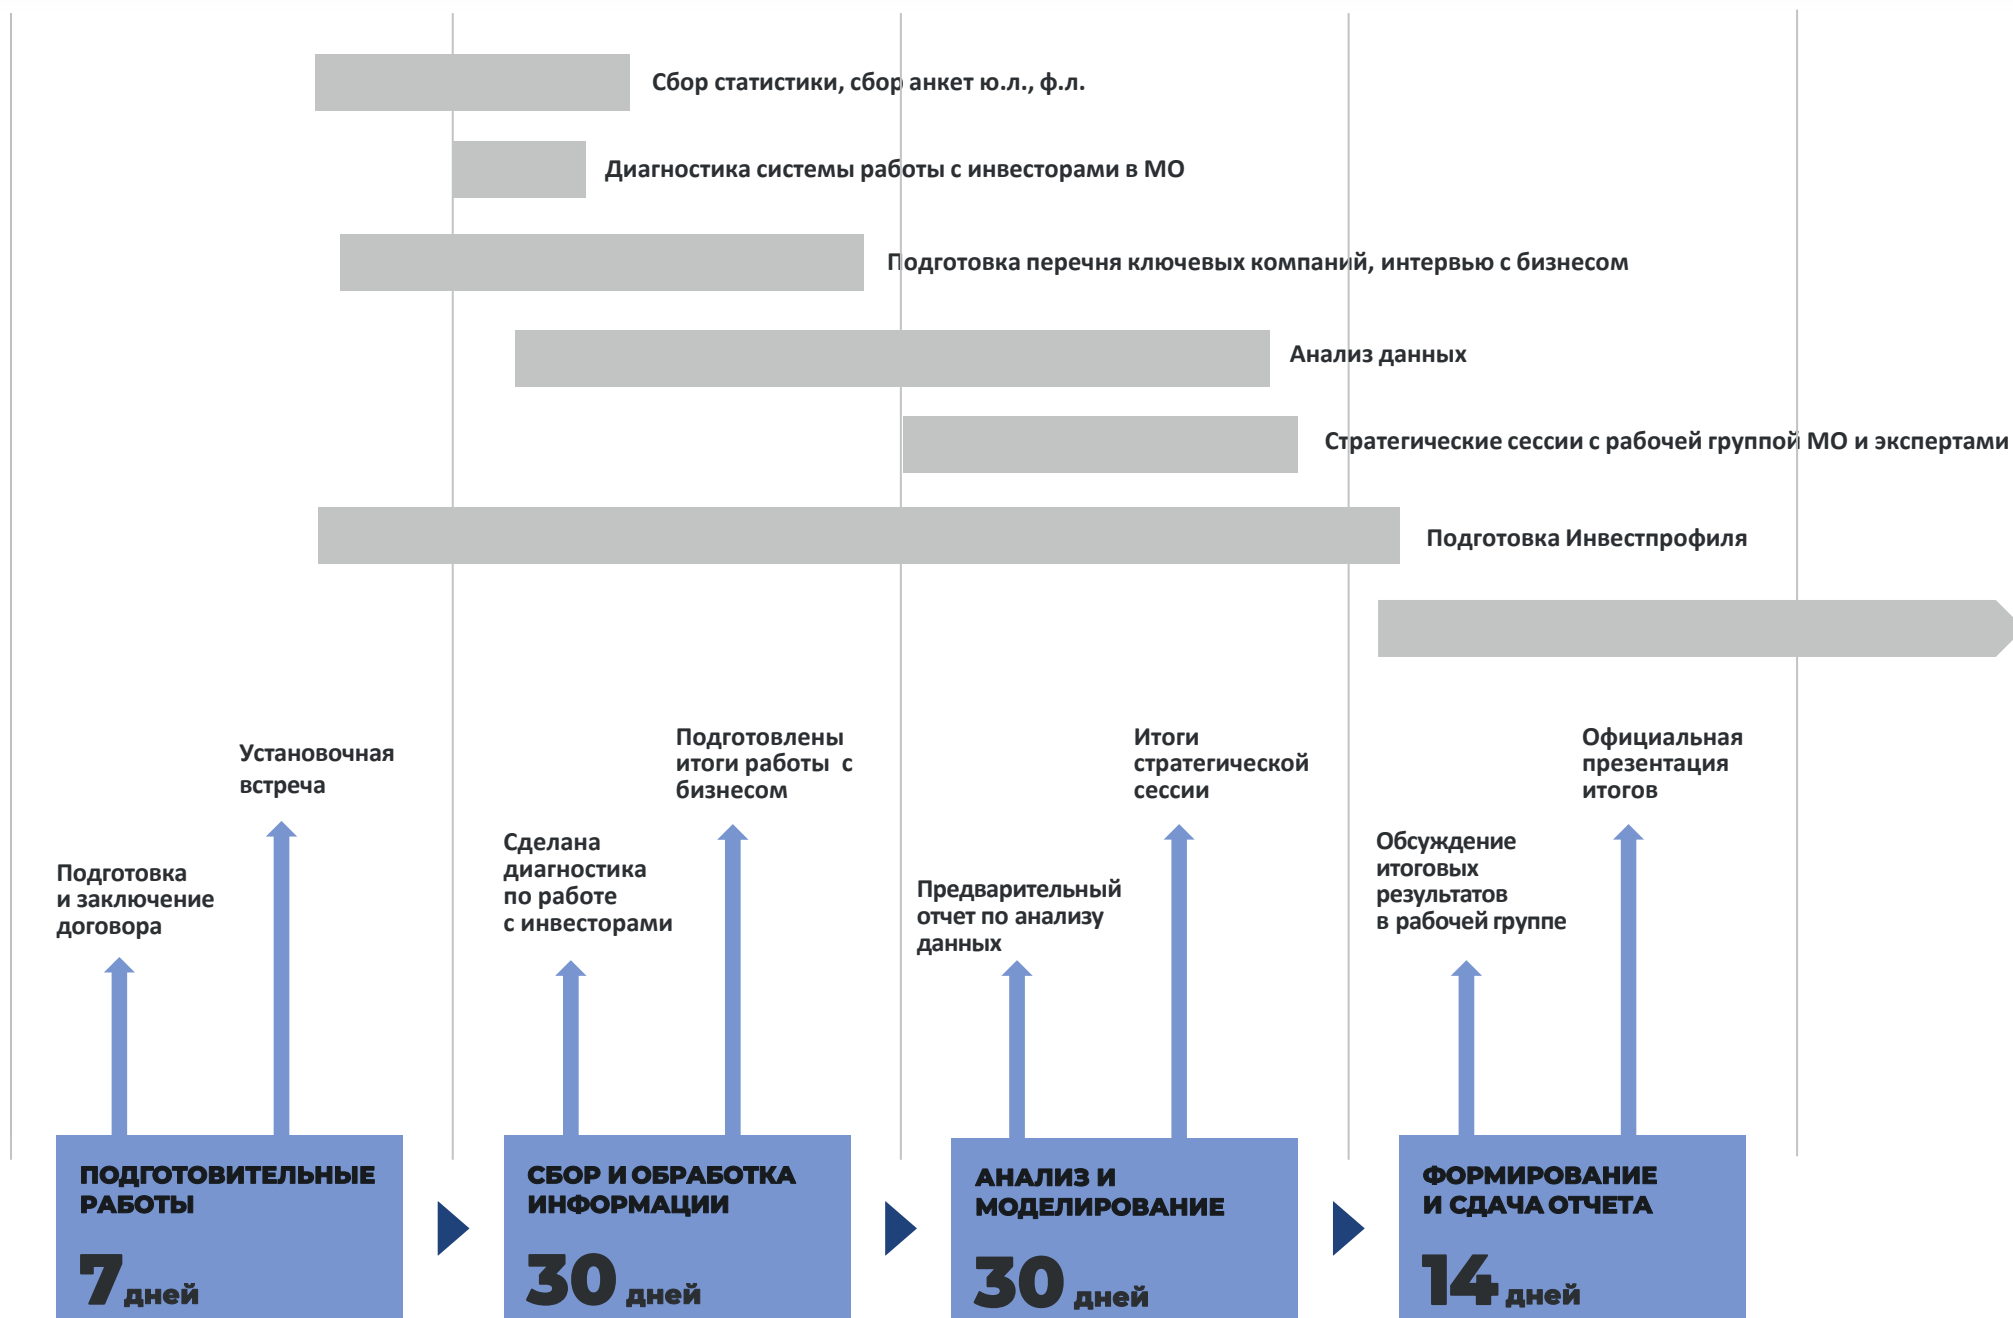 Сбор статистики, сбор анкет ю.л., ф.л.
Диагностика системы работы с инвесторами в МО
Подготовка перечня ключевых компаний, интервью с бизнесом
Анализ данных
Стратегические сессии с рабочей группой МО и экспертами
Подготовка Инвестпрофиля
Подготовка
и заключение
договора
Установочная
встреча
Сделана
диагностика
по работе
с инвесторами
Подготовлены
итоги работы  с
бизнесом
Предварительный
отчет по анализу
данных
Итоги
стратегической
сессии
Обсуждение
итоговых
результатов
в рабочей группе
Официальная
презентация
итогов
ПОДГОТОВИТЕЛЬНЫЕ
РАБОТЫ
7 дней
СБОР И ОБРАБОТКА
ИНФОРМАЦИИ
30 дней
АНАЛИЗ И
МОДЕЛИРОВАНИЕ
30 дней
ФОРМИРОВАНИЕ
И СДАЧА ОТЧЕТА
14 дней